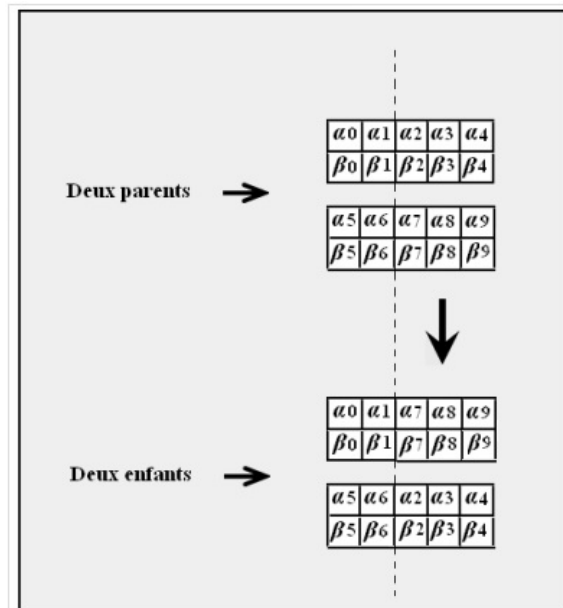 α0 α1 α2 α3 α4
β0 β1 β2 β3 β4
Deux parents
α5 α6 α7 α8 α9
β5 β6 β7 β8 β9
α0 α1 α7 α8 α9
β0 β1 β7 β8 β9
Deux enfants
α5 α6 α2 α3 α4
β5 β6 β2 β3 β4